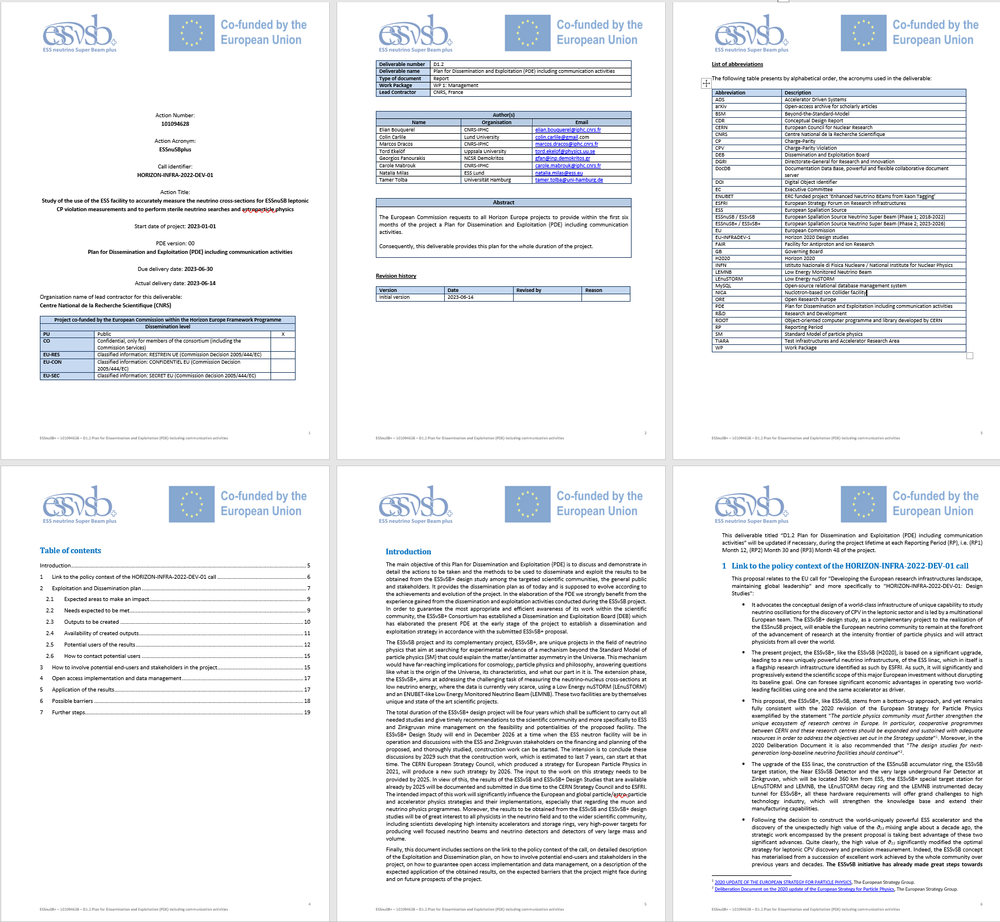 essνsb+
ESS neutrino Super Beam plus
Co-funded by the
European Union
Action Number:
101094628
Action Acronym:
ESSnuSBplus
Call identifier:
HORIZON-INFRA-2022-DEV-01
Action Title:
Study of the use of the ESS facility to accurately measure the neutrino cross-sections for ESSnuSB leptonic
CP violation measurements and to perform sterile neutrino searches and astroparticle physics
Start date of project: 2023-01-01
PDE version: 00
Plan for Dissemination and Exploitation (PDE) including communication activities
Due delivery date: 2023-06-30
Actual delivery date: 2023-06-14
Organisation name of lead contractor for this deliverable:
Centre National de la Recherche Scientifique (CNRS)
Project co-funded by the European Commission within the Horizon Europe Framework Programme
Dissemination level
PU Public X
CO Confidential, only for members of the consortium (including the
Commission Services)
EU-RES Classified information: RESTREIN UE (Commission Decision 2005/444/EC)
EU-CON Classified information: CONFIDENTIEL EU (Commission Decision
2005/444/EC)
EU-SEC Classified information: SECRET EU (Commission decision 2005/444/EC)
1
ESSnuSB+ – 101094628 – D1.2 Plan for Dissemination and Exploitation (PDE) including communication activities
essνsb+
ESS neutrino Super Beam plus
Co-funded by the
European Union
Deliverable number D1.2
Deliverable name Plan for Dissemination and Exploitation (PDE) including communication activities
Type of document Report
Work Package WP 1: Management
Lead Contractor CNRS, France
Author(s)
Name Organisation Email
Elian Bouquerel CNRS-IPHC elian.bouquerel@iphc.cnrs.fr
Colin Carlile Lund University colin.carlile@gmail.com
Marcos Dracos CNRS-IPHC marcos.dracos@iphc.cnrs.fr
Tord Ekelöf Uppsala University tord.ekelof@physics.uu.se
Georgios Fanourakis NCSR Demokritos gfan@inp.demokritos.gr
Carole Mabrouk CNRS-IPHC carole.mabrouk@iphc.cnrs.fr
Natalia Milas ESS Lund natalia.milas@ess.eu
Tamer Tolba Universität Hamburg tamer.tolba@uni-hamburg.de
Abstract
The European Commission requests to all Horizon Europe projects to provide within the first six
months of the project a Plan for Dissemination and Exploitation (PDE) including communication
activities.
Consequently, this deliverable provides this plan for the whole duration of the project.
Revision history
Version Date Revised by Reason
Initial version 2023-06-14
2
ESSnuSB+ – 101094628 – D1.2 Plan for Dissemination and Exploitation (PDE) including communication activities
essνsb+
ESS neutrino Super Beam plus
Co-funded by the
European Union
List of abbreviations
The following table presents by alphabetical order, the acronyms used in the deliverable:
Abbreviation Description
ADS Accelerator Driven Systems
arXiv Open-access archive for scholarly articles
BSM Beyond-the-Standard-Model
CDR Conceptual Design Report
CERN European Council for Nuclear Research
CNRS Centre National de la Recherche Scientifique
CP Charge-Parity
CPV Charge-Parity Violation
DEB Dissemination and Exploitation Board
DGRI Directorate-General for Research and Innovation
DocDB Documentation Data Base, powerful and flexible collaborative document
server
DOI Digital Object Identifier
EC Executive Committee
ENUBET ERC funded project ‘Enhanced NeUtrino BEams from kaon Tagging’
ESFRI European Strategy Forum on Research Infrastructures
ESS European Spallation Source
ESSnuSB / ESSνSB European Spallation Source Neutrino Super Beam (Phase 1; 2018-2022)
ESSnuSB+ / ESSνSB+ European Spallation Source Neutrino Super Beam (Phase 2; 2023-2026)
EU European Commission
EU-INFRADEV-1 Horizon 2020 Design studies
FAIR Facility for Antiproton and Ion Research
GB Governing Board
H2020 Horizon 2020
INFN Istituto Nazionale di Fisica Nucleare / National Institute for Nuclear Physics
LEMNB Low Energy Monitored Neutrino Beam
LEnuSTORM Low Energy nuSTORM
MySQL Open-source relational database management system
NICA Nuclotron-based Ion Collider fAcility
ORE Open Research Europe
PDE Plan for Dissemination and Exploitation including communication activities
R&D Research and Development
ROOT Object-oriented computer programme and library developed by CERN
RP Reporting Period
SM Standard Model of particle physics
TIARA Test Infrastructures and Accelerator Research Area
WP Work Package
3
ESSnuSB+ – 101094628 – D1.2 Plan for Dissemination and Exploitation (PDE) including communication activities
essνsb+
ESS neutrino Super Beam plus
Co-funded by the
European Union
Table of contents
Introduction 5
1 Link to the policy context of the HORIZON-INFRA-2022-DEV-01 call 6
2 Exploitation and Dissemination plan 7
2.1 Expected areas to make an impact 9
2.2 Needs expected to be met 9
2.3 Outputs to be created 10
2.4 Availability of created outputs 11
2.5 Potential users of the results 12
2.6 How to contact potential users 15
3 How to involve potential end-users and stakeholders in the project 15
4 Open access implementation and data management 17
5 Application of the results 17
6 Possible barriers 18
7 Further steps 19
4
ESSnuSB+ – 101094628 – D1.2 Plan for Dissemination and Exploitation (PDE) including communication activities
essνsb+
ESS neutrino Super Beam plus
Co-funded by the
European Union
Introduction
The main objective of this Plan for Dissemination and Exploitation (PDE) is to discuss and demonstrate in
detail the actions to be taken and the methods to be used to disseminate and exploit the results to be
obtained from the ESSνSB+ design study among the targeted scientific communities, the general public
and stakeholders. It provides the dissemination plan as of today and is supposed to evolve according to
the achievements and evolution of the project. In the elaboration of the PDE we strongly benefit from the
experience gained from the dissemination and exploitation activities conducted during the ESSνSB project.
In order to guarantee the most appropriate and efficient awareness of its work within the scientific
community, the ESSνSB+ Consortium has established a Dissemination and Exploitation Board (DEB) which
has elaborated the present PDE at the early stage of the project to establish a dissemination and
exploitation strategy in accordance with the submitted ESSνSB+ proposal.
The ESSνSB project and its complementary project, ESSνSB+, are unique projects in the field of neutrino
physics that aim at searching for experimental evidence of a mechanism beyond the Standard Model of
particle physics (SM) that could explain the matter/antimatter asymmetry in the Universe. This mechanism
would have far-reaching implications for cosmology, particle physics and philosophy, answering questions
like what is the origin of the Universe, its characteristics, and what our part in it is. The extension phase,
the ESSνSB+, aims at addressing the challenging task of measuring the neutrino-nucleus cross-sections at
low neutrino energy, where the data is currently very scarce, using a Low Energy nuSTORM (LEnuSTORM)
and an ENUBET-like Low Energy Monitored Neutrino Beam (LEMNB). These two facilities are by themselves
unique and state of the art scientific projects.
The total duration of the ESSνSB+ design project will be four years which shall be sufficient to carry out all
needed studies and give timely recommendations to the scientific community and more specifically to ESS
and Zinkgruvan mine management on the feasibility and potentialities of the proposed facility. The
ESSνSB+ Design Study will end in December 2026 at a time when the ESS neutron facility will be in
operation and discussions with the ESS and Zinkgruvan stakeholders on the financing and planning of the
proposed, and thoroughly studied, construction work can be started. The intension is to conclude these
discussions by 2029 such that the construction work, which is estimated to last 7 years, can start at that
time. The CERN European Strategy Council, which produced a strategy for European Particle Physics in
2021, will produce a new such strategy by 2026. The input to the work on this strategy needs to be
provided by 2025. In view of this, the results of the ESSνSB and ESSνSB+ Design Studies that are available
already by 2025 will be documented and submitted in due time to the CERN Strategy Council and to ESFRI.
The intended impact of this work will significantly influence the European and global particle/astro-particle
and accelerator physics strategies and their implementations, especially that regarding the muon and
neutrino physics programmes. Moreover, the results to be obtained from the ESSνSB and ESSνSB+ design
studies will be of great interest to all physicists in the neutrino field and to the wider scientific community,
including scientists developing high intensity accelerators and storage rings, very high-power targets for
producing well focused neutrino beams and neutrino detectors and detectors of very large mass and
volume.
Finally, this document includes sections on the link to the policy context of the call, on detailed description
of the Exploitation and Dissemination plan, on how to involve potential end-users and stakeholders in the
project, on how to guarantee open access implementation and data management, on a description of the
expected application of the obtained results, on the expected barriers that the project might face during
and on future prospects of the project.
5
ESSnuSB+ – 101094628 – D1.2 Plan for Dissemination and Exploitation (PDE) including communication activities
essνsb+
ESS neutrino Super Beam plus
Co-funded by the
European Union
This deliverable titled “D1.2 Plan for Dissemination and Exploitation (PDE) including communication
activities” will be updated if necessary, during the project lifetime at each Reporting Period (RP), i.e. (RP1)
Month 12, (RP2) Month 30 and (RP3) Month 48 of the project.
1 Link to the policy context of the HORIZON-INFRA-2022-DEV-01 call
This proposal relates to the EU call for "Developing the European research infrastructures landscape,
maintaining global leadership" and more specifically to "HORIZON-INFRA-2022-DEV-01: Design
Studies":
• It advocates the conceptual design of a world-class infrastructure of unique capability to study
neutrino oscillations for the discovery of CPV in the leptonic sector and is led by a multinational
European team. The ESSνSB+ design study, as a complementary project to the realization of
the ESSnuSB project, will enable the European neutrino community to remain at the forefront
of the advancement of research at the intensity frontier of particle physics and will attract
physicists from all over the world.
• The present project, the ESSνSB+, like the ESSνSB (H2020), is based on a significant upgrade,
leading to a new uniquely powerful neutrino infrastructure, of the ESS linac, which in itself is
a flagship research infrastructure identified as such by ESFRI. As such, it will significantly and
progressively extend the scientific scope of this major European investment without disrupting
its baseline goal. One can foresee significant economic advantages in operating two world-
leading facilities using one and the same accelerator as driver.
• This proposal, the ESSνSB+, like ESSνSB, stems from a bottom-up approach, and yet remains
fully consistent with the 2020 revision of the European Strategy for Particle Physics
exemplified by the statement "The particle physics community must further strengthen the
unique ecosystem of research centres in Europe. In particular, cooperative programmes
between CERN and these research centres should be expanded and sustained with adequate
resources in order to address the objectives set out in the Strategy update"1. Moreover, in the
2020 Deliberation Document it is also recommended that "The design studies for next-
generation long-baseline neutrino facilities should continue"2.
• The upgrade of the ESS linac, the construction of the ESSnuSB accumulator ring, the ESSνSB
target station, the Near ESSνSB Detector and the very large underground Far Detector at
Zinkgruvan, which will be located 360 km from ESS, the ESSνSB+ special target station for
LEnuSTORM and LEMNB, the LEnuSTORM decay ring and the LEMNB instrumented decay
tunnel for ESSνSB+, all these hardware requirements will offer grand challenges to high
technology industry, which will strengthen the knowledge base and extend their
manufacturing capabilities.
• Following the decision to construct the world-uniquely powerful ESS accelerator and the
discovery of the unexpectedly high value of the ϑ13 mixing angle about a decade ago, the
strategic work encompassed by the present proposal is taking best advantage of these two
significant advances. Quite clearly, the high value of ϑ13 significantly modified the optimal
strategy for leptonic CPV discovery and precision measurement. Indeed, the ESSνSB concept
has materialised from a succession of excellent work achieved by the whole community over
previous years and decades. The ESSνSB initiative has already made great steps towards
1 2020 UPDATE OF THE EUROPEAN STRATEGY FOR PARTICLE PHYSICS, The European Strategy Group.
2 Deliberation Document on the 2020 update of the European Strategy for Particle Physics, The European Strategy Group.
6
ESSnuSB+ – 101094628 – D1.2 Plan for Dissemination and Exploitation (PDE) including communication activities